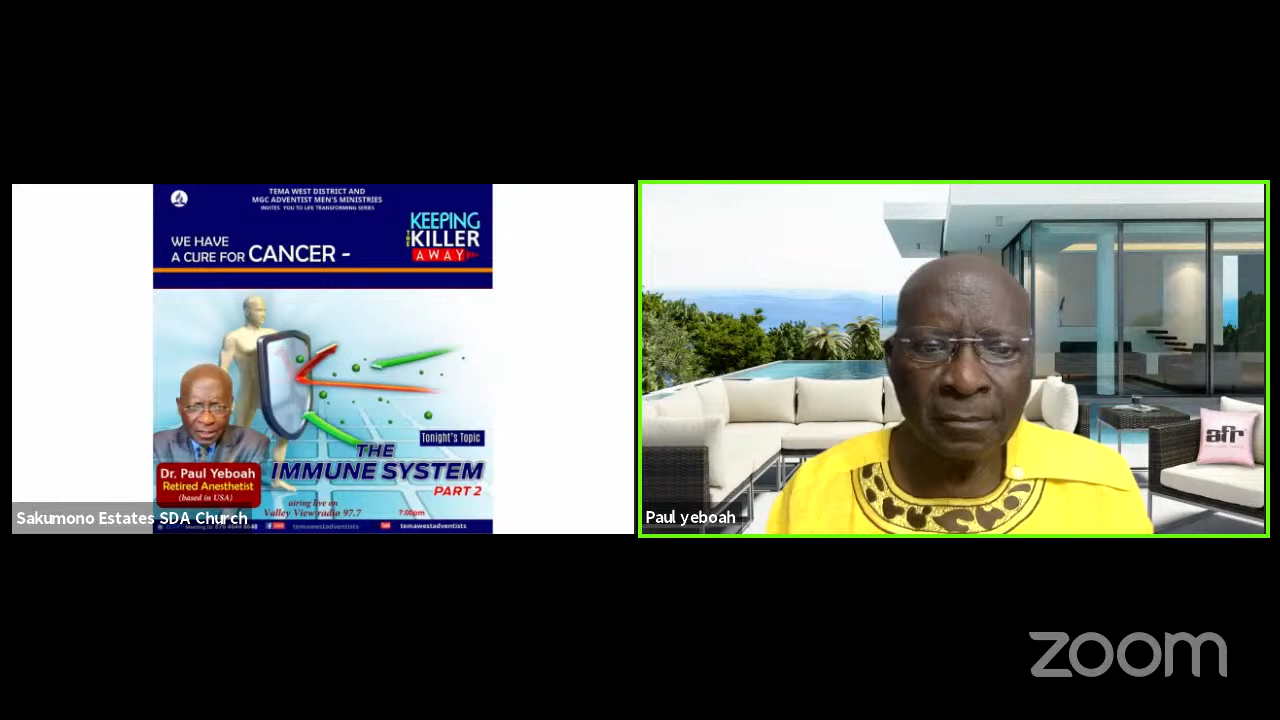 TEMA WEST DISTRICT AND
MGC ADVENTIST MEN'S MINISTRIES
INVITES YOU TO LIFE TRANSFORMING SERIES
WE HAVE
A CURE FOR CANCER -
KEEPING
THE KILLER
AWAY
Tonight's Topic
THE
IMMUNE SYSTEM
PART 2
Dr. Paul Yeboah
Retired Anesthetist
(based in USA)
airing live on
Valley View radio 97.7
7:00pm
temawestadventists
temawestadventists
Sakumono Estates SDA Church
afr
Paul yeboah
zoom